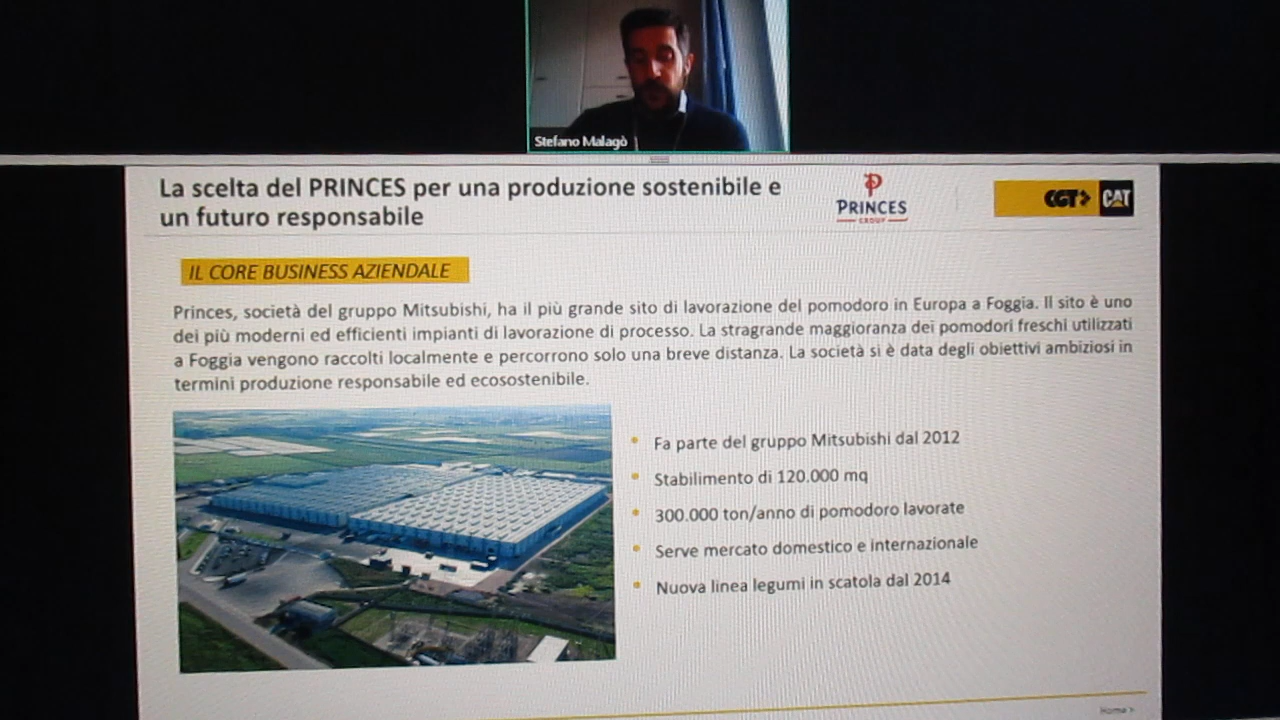 Stefano Malagò
La scelta del PRINCES per una produzione sostenibile e
un futuro responsabile
PRINCES
GROUP
CGT
CAT
IL CORE BUSINESS AZIENDALE
Princes, società del gruppo Mitsubishi, ha il più grande sito di lavorazione del pomodoro in Europa a Foggia. Il sito è uno
dei più moderni ed efficienti impianti di lavorazione di processo. La stragrande maggioranza dei pomodori freschi utilizzati
a Foggia vengono raccolti localmente e percorrono solo una breve distanza. La società si è data degli obiettivi ambiziosi in
termini produzione responsabile ed ecosostenibile.
• Fa parte del gruppo Mitsubishi dal 2012
• Stabilimento di 120.000 mq
• 300.000 ton/anno di pomodoro lavorate
• Serve mercato domestico e internazionale
• Nuova linea legumi in scatola dal 2014
Home >